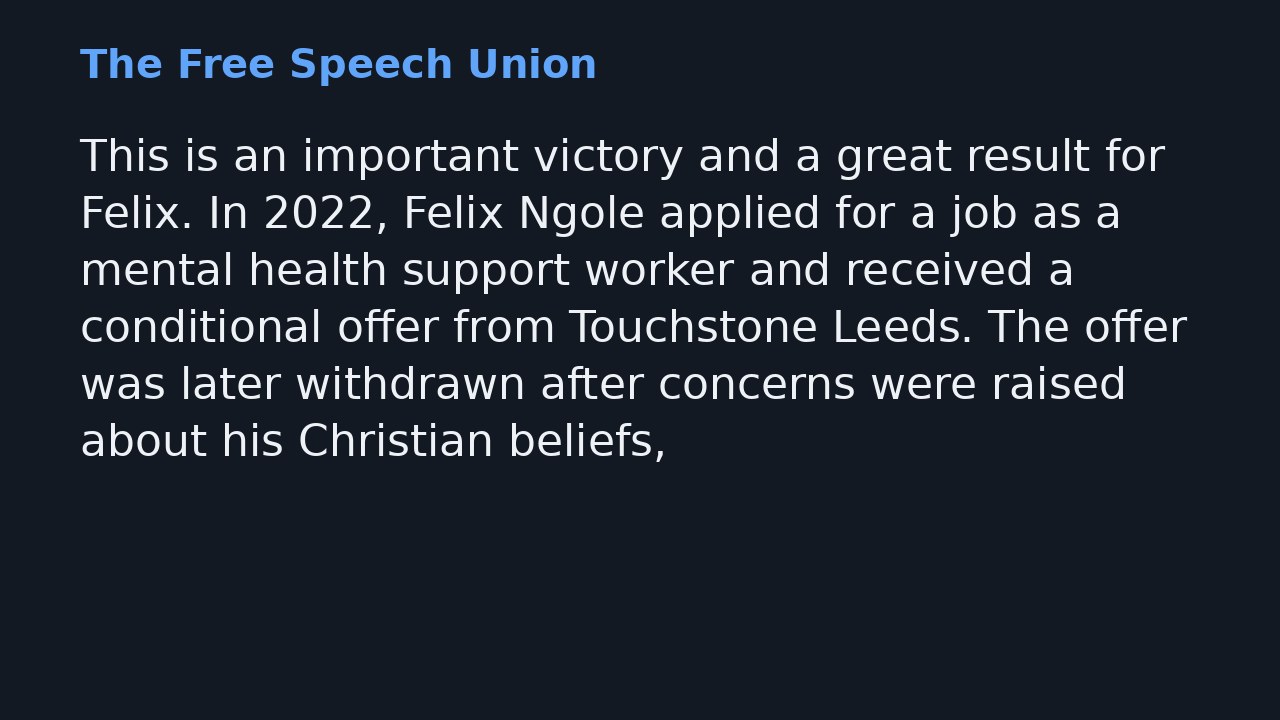 The Free Speech Union
This is an important victory and a great result for
Felix. In 2022, Felix Ngole applied for a job as a
mental health support worker and received a
conditional offer from Touchstone Leeds. The offer
was later withdrawn after concerns were raised
about his Christian beliefs,